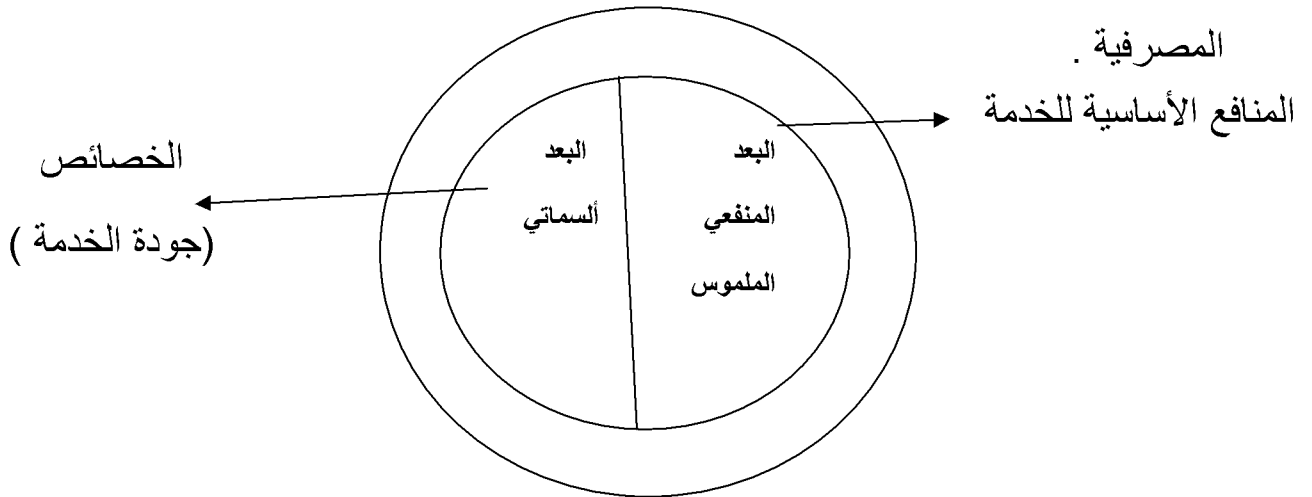 المصرفية .
المنافع الأساسية للخدمة
البعد
المنفعي
الملموس
البعد
ألسماتي
الخصائص
(جودة الخدمة )